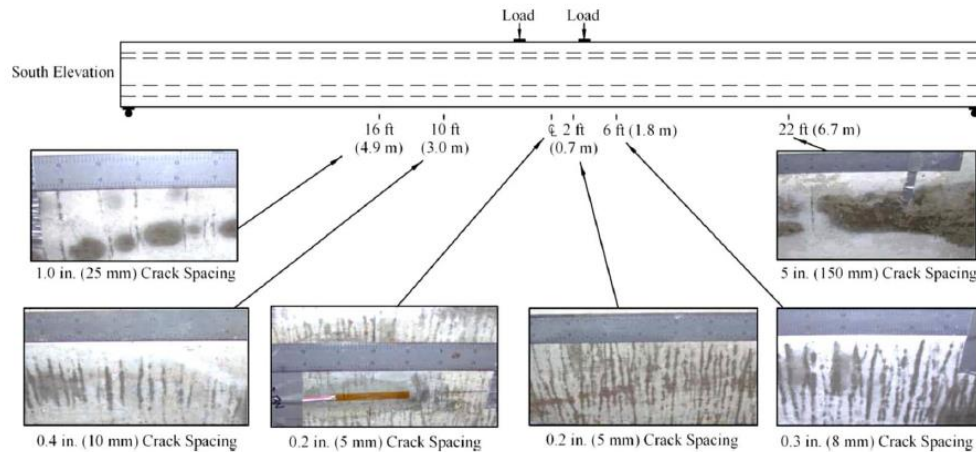 Load Load
South Elevation
16 ft 10 ft ℄ 2 ft 6 ft (1.8 m) 22 ft (6.7 m)
(4.9 m) (3.0 m) (0.7 m)
1.0 in. (25 mm) Crack Spacing
5 in. (150 mm) Crack Spacing
0.4 in. (10 mm) Crack Spacing
0.2 in. (5 mm) Crack Spacing
0.2 in. (5 mm) Crack Spacing
0.3 in. (8 mm) Crack Spacing